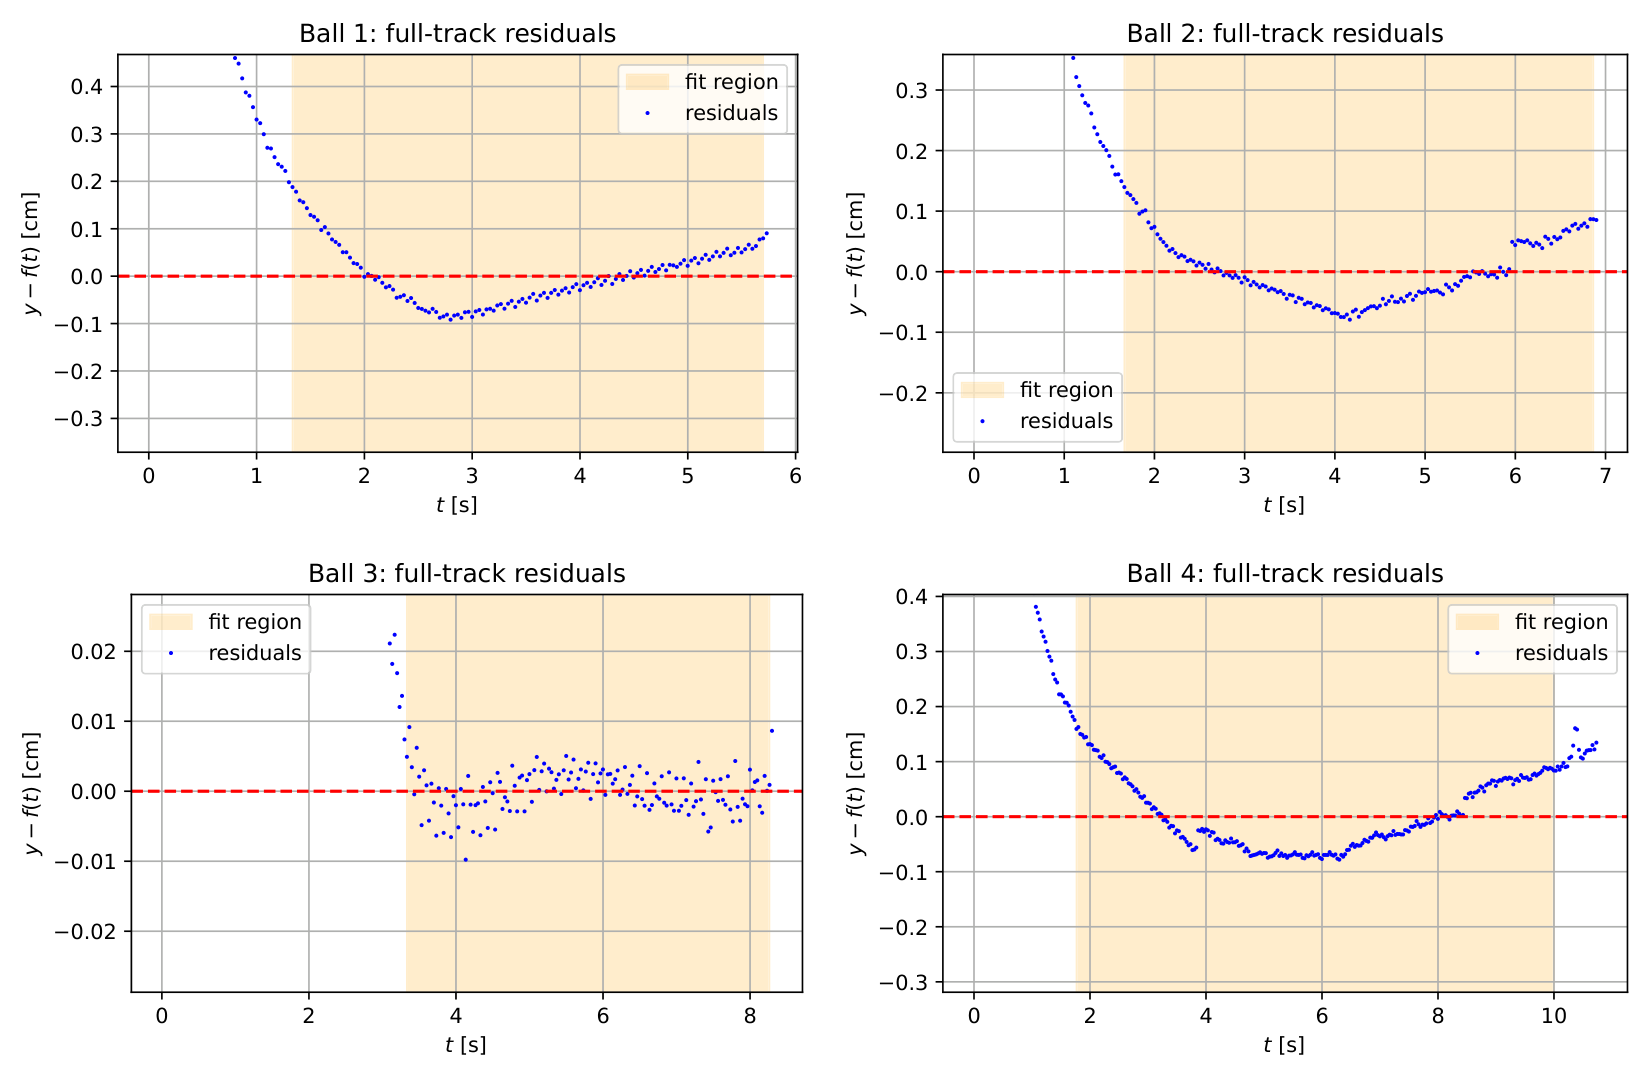 Ball 1: full-track residuals
fit region
residuals
0.4
0.3
0.2
0.1
0.0
−0.1
−0.2
−0.3
y − f(t) [cm]
0 1 2 3 4 5 6
t [s]
Ball 2: full-track residuals
0.3
0.2
0.1
0.0
−0.1
−0.2
y − f(t) [cm]
fit region
residuals
0 1 2 3 4 5 6 7
t [s]
Ball 3: full-track residuals
fit region
residuals
0.02
0.01
0.00
−0.01
−0.02
y − f(t) [cm]
0 2 4 6 8
t [s]
Ball 4: full-track residuals
fit region
residuals
0.4
0.3
0.2
0.1
0.0
−0.1
−0.2
−0.3
y − f(t) [cm]
0 2 4 6 8 10
t [s]